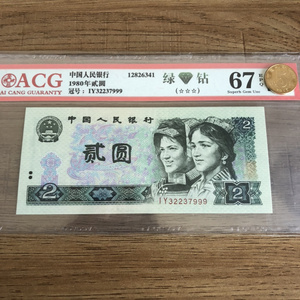 ACG
AI CANG GUARANTY
中国人民银行 12826341
1980年贰圆
冠号：IY32237999
绿 钻
(☆☆☆)
67
Superb Gem Unc
中国人民银行
2
贰圆
2
2
IY32237999